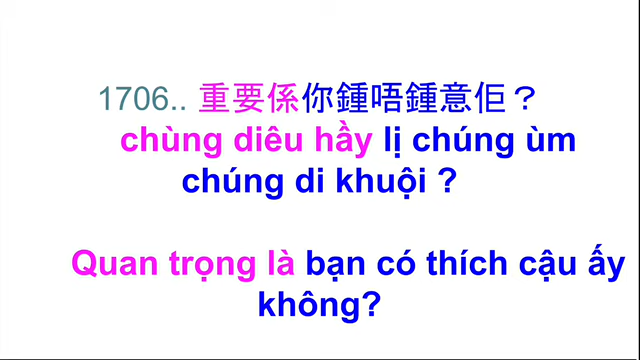 1706.. 重要係你鍾唔鍾意佢？
chùng diêu hầy lị chúng ùm
chúng di khuội ?
Quan trọng là bạn có thích cậu ấy
không?